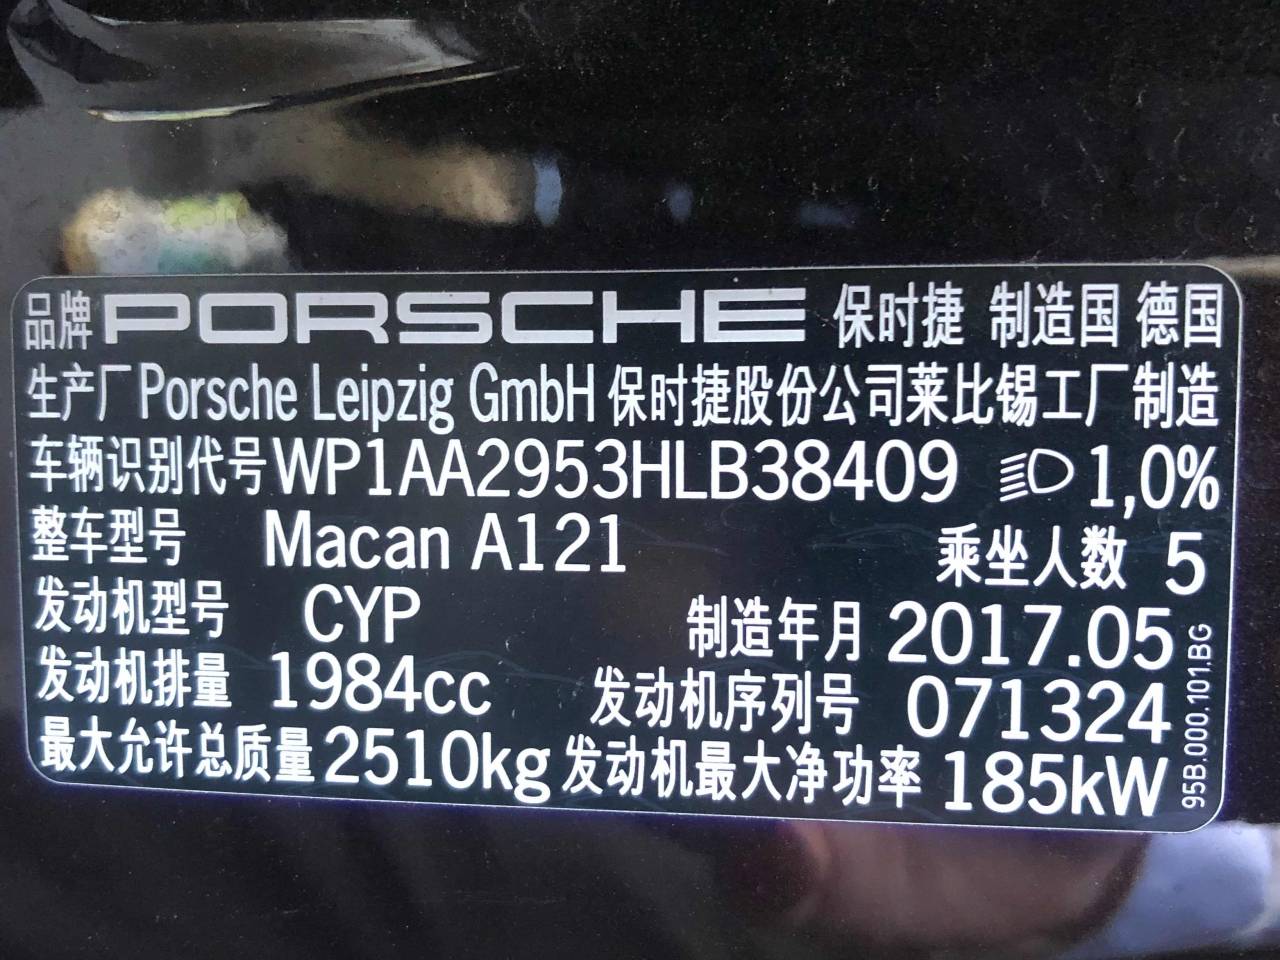 品牌 PORSCHE 保时捷 制造国 德国
生产厂 Porsche Leipzig GmbH 保时捷股份公司莱比锡工厂制造
车辆识别代号 WP1AA2953HLB38409 1,0%
整车型号 Macan A121 乘坐人数 5
发动机型号 CYP 制造年月 2017.05
发动机排量 1984cc 发动机序列号 071324
最大允许总质量 2510kg 发动机最大净功率 185kW
95B.000.101.BG